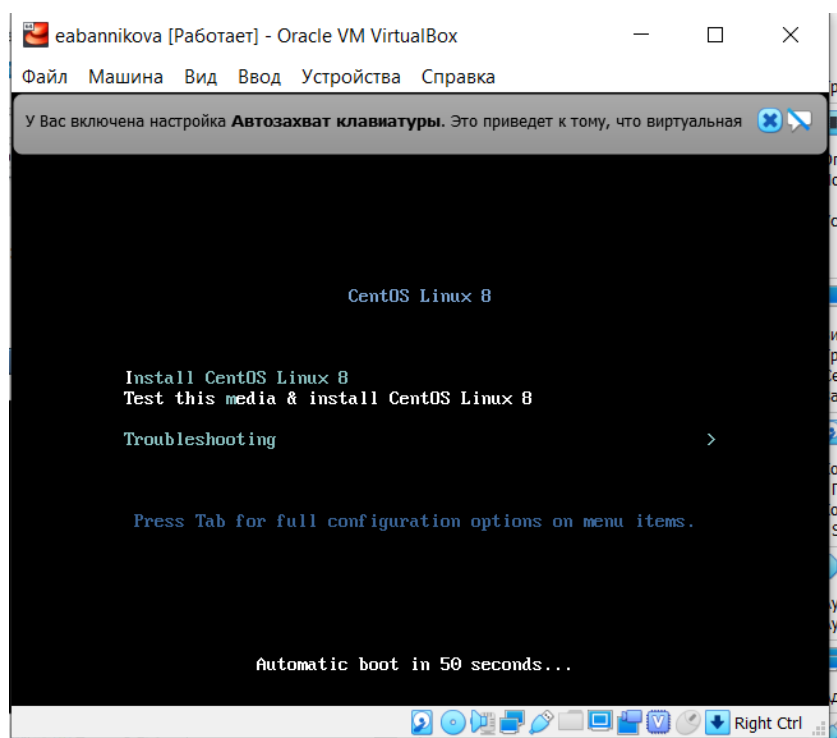 eabannikova [Работает] - Oracle VM VirtualBox
Файл Машина Вид Ввод Устройства Справка
У Вас включена настройка Автозахват клавиатуры. Это приведет к тому, что виртуальная
CentOS Linux 8
Install CentOS Linux 8
Test this media & install CentOS Linux 8
Troubleshooting >
Press Tab for full configuration options on menu items.
Automatic boot in 50 seconds...
Right Ctrl